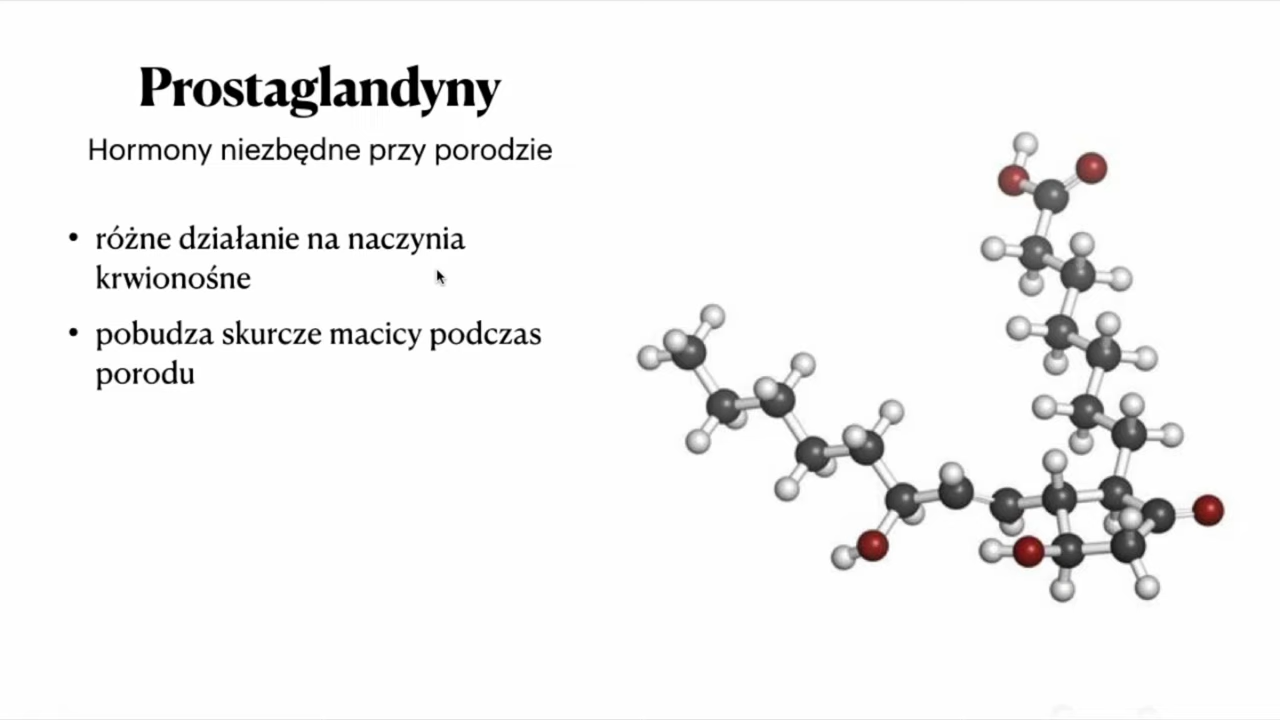 Prostaglandyny
Hormony niezbędne przy porodzie
• różne działanie na naczynia
krwionośne
• pobudza skurcze macicy podczas
porodu